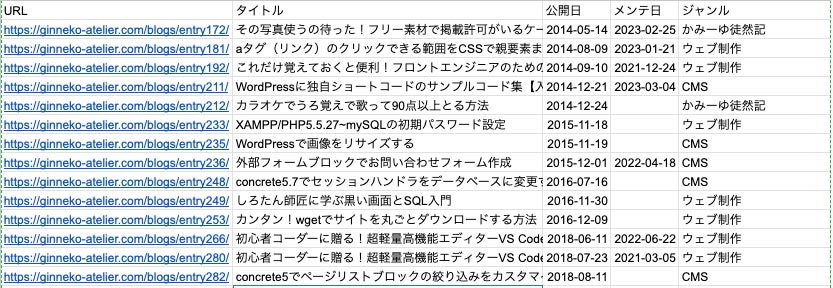 URL タイトル 公開日 メンテ日 ジャンル
https://ginneko-atelier.com/blogs/entry172/ その写真使うの待った！フリー素材で掲載許可がいるケー 2014-05-14 2023-02-25 かみーゆ徒然記
https://ginneko-atelier.com/blogs/entry181/ aタグ（リンク）のクリックできる範囲をCSSで親要素ま 2014-08-09 2023-01-21 ウェブ制作
https://ginneko-atelier.com/blogs/entry192/ これだけ覚えておくと便利！フロントエンジニアのための 2014-09-10 2021-12-24 ウェブ制作
https://ginneko-atelier.com/blogs/entry211/ WordPressに独自ショートコードのサンプルコード集【入 2014-12-21 2023-03-04 CMS
https://ginneko-atelier.com/blogs/entry212/ カラオケでうろ覚えで歌って90点以上とる方法 2014-12-24 かみーゆ徒然記
https://ginneko-atelier.com/blogs/entry233/ XAMPP/PHP5.5.27~mySQLの初期パスワード設定 2015-11-18 ウェブ制作
https://ginneko-atelier.com/blogs/entry235/ WordPressで画像をリサイズする 2015-11-19 CMS
https://ginneko-atelier.com/blogs/entry236/ 外部フォームブロックでお問い合わせフォーム作成 2015-12-01 2022-04-18 CMS
https://ginneko-atelier.com/blogs/entry248/ concrete5.7でセッションハンドラをデータベースに変更す 2016-07-16 CMS
https://ginneko-atelier.com/blogs/entry249/ しろたん師匠に学ぶ黒い画面とSQL入門 2016-11-30 ウェブ制作
https://ginneko-atelier.com/blogs/entry253/ カンタン！wgetでサイトを丸ごとダウンロードする方法 2016-12-09 ウェブ制作
https://ginneko-atelier.com/blogs/entry266/ 初心者コーダーに贈る！超軽量高機能エディターVS Code 2018-06-11 2022-06-22 ウェブ制作
https://ginneko-atelier.com/blogs/entry280/ 初心者コーダーに贈る！超軽量高機能エディターVS Code 2018-07-23 2021-03-05 ウェブ制作
https://ginneko-atelier.com/blogs/entry282/ concrete5でページリストブロックの絞り込みをカスタマイ 2018-08-11 CMS